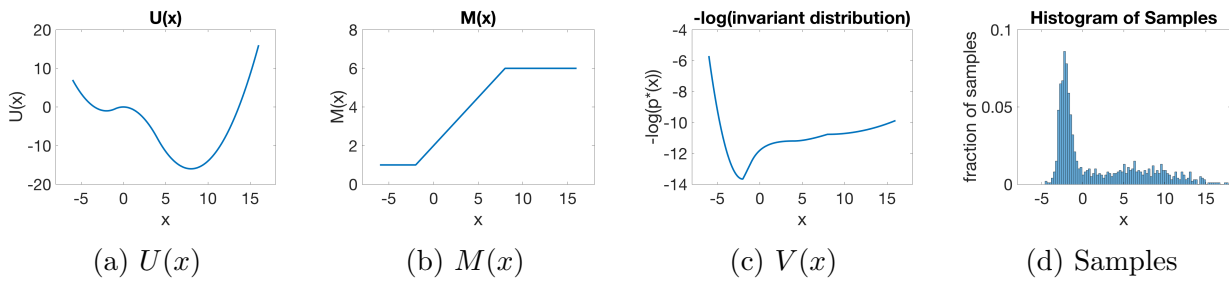 U(x)
20
10
0
-10
-20
U(x)
-5 0 5 10 15
x
(a) U(x)
M(x)
8
6
4
2
0
M(x)
-5 0 5 10 15
x
(b) M(x)
-log(invariant distribution)
-4
-6
-8
-10
-12
-14
-log(p*(x))
-5 0 5 10 15
x
(c) V(x)
Histogram of Samples
0.1
0.05
0
fraction of samples
-5 0 5 10 15
x
(d) Samples